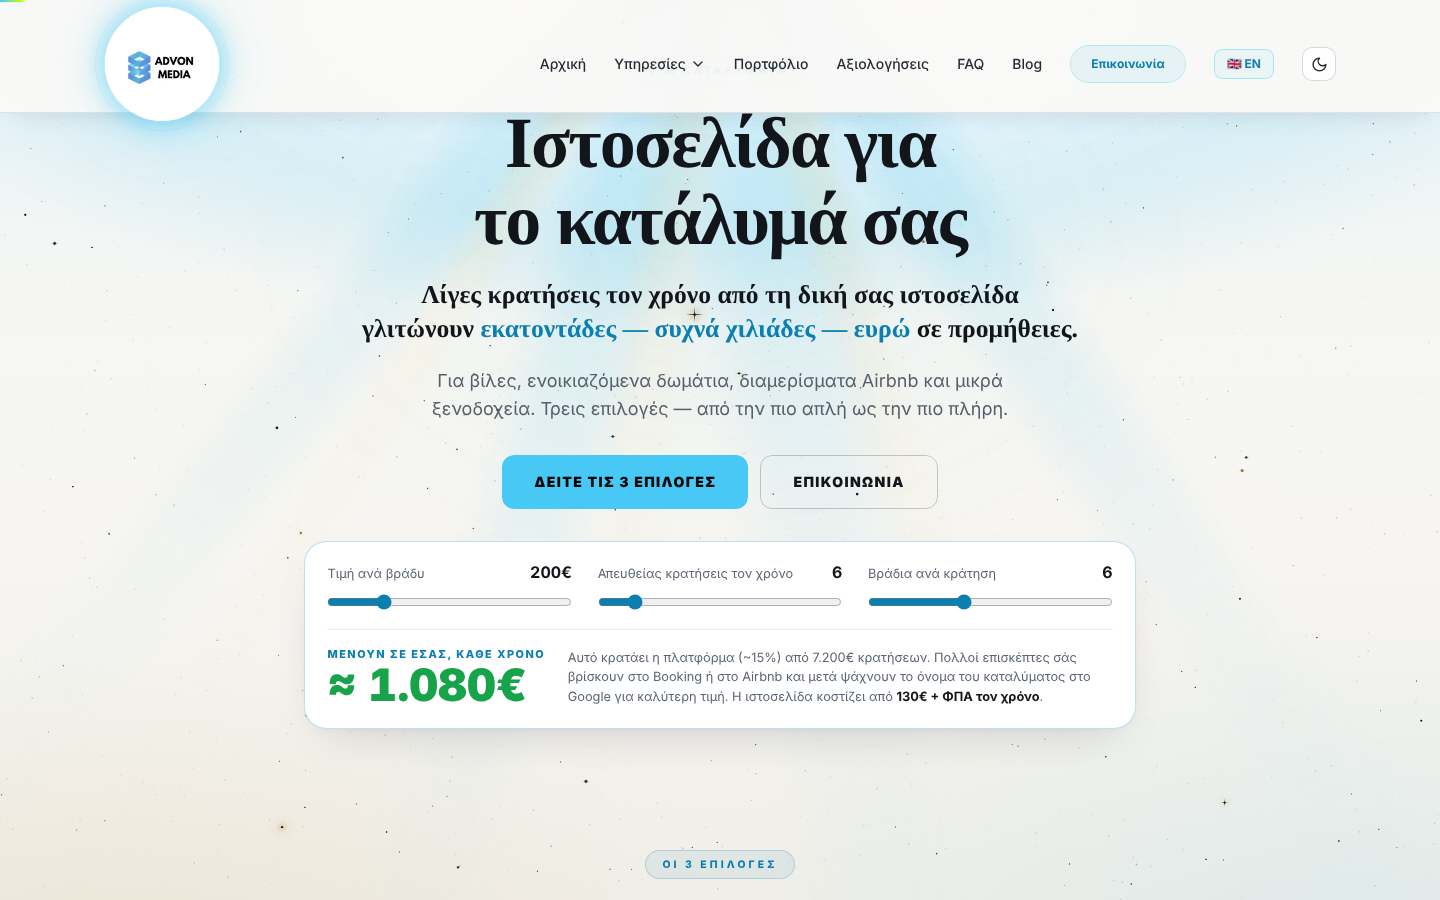 ADVON
MEDIA
Αρχική
Υπηρεσίες
Πορτφόλιο
Αξιολογήσεις
FAQ
Blog
Επικοινωνία
🇬🇧 EN
Ιστοσελίδα για
το κατάλυμά σας
Λίγες κρατήσεις τον χρόνο από τη δική σας ιστοσελίδα
γλιτώνουν εκατοντάδες — συχνά χιλιάδες — ευρώ σε προμήθειες.
Για βίλες, ενοικιαζόμενα δωμάτια, διαμερίσματα Airbnb και μικρά
ξενοδοχεία. Τρεις επιλογές — από την πιο απλή ως την πιο πλήρη.
ΔΕΙΤΕ ΤΙΣ 3 ΕΠΙΛΟΓΕΣ
ΕΠΙΚΟΙΝΩΝΙΑ
Τιμή ανά βράδυ 200€
Απευθείας κρατήσεις τον χρόνο 6
Βράδια ανά κράτηση 6
ΜΕΝΟΥΝ ΣΕ ΕΣΑΣ, ΚΑΘΕ ΧΡΟΝΟ
≈ 1.080€
Αυτό κρατάει η πλατφόρμα (~15%) από 7.200€ κρατήσεων. Πολλοί επισκέπτες σάς
βρίσκουν στο Booking ή στο Airbnb και μετά ψάχνουν το όνομα του καταλύματος στο
Google για καλύτερη τιμή. Η ιστοσελίδα κοστίζει από 130€ + ΦΠΑ τον χρόνο.
ΟΙ 3 ΕΠΙΛΟΓΕΣ